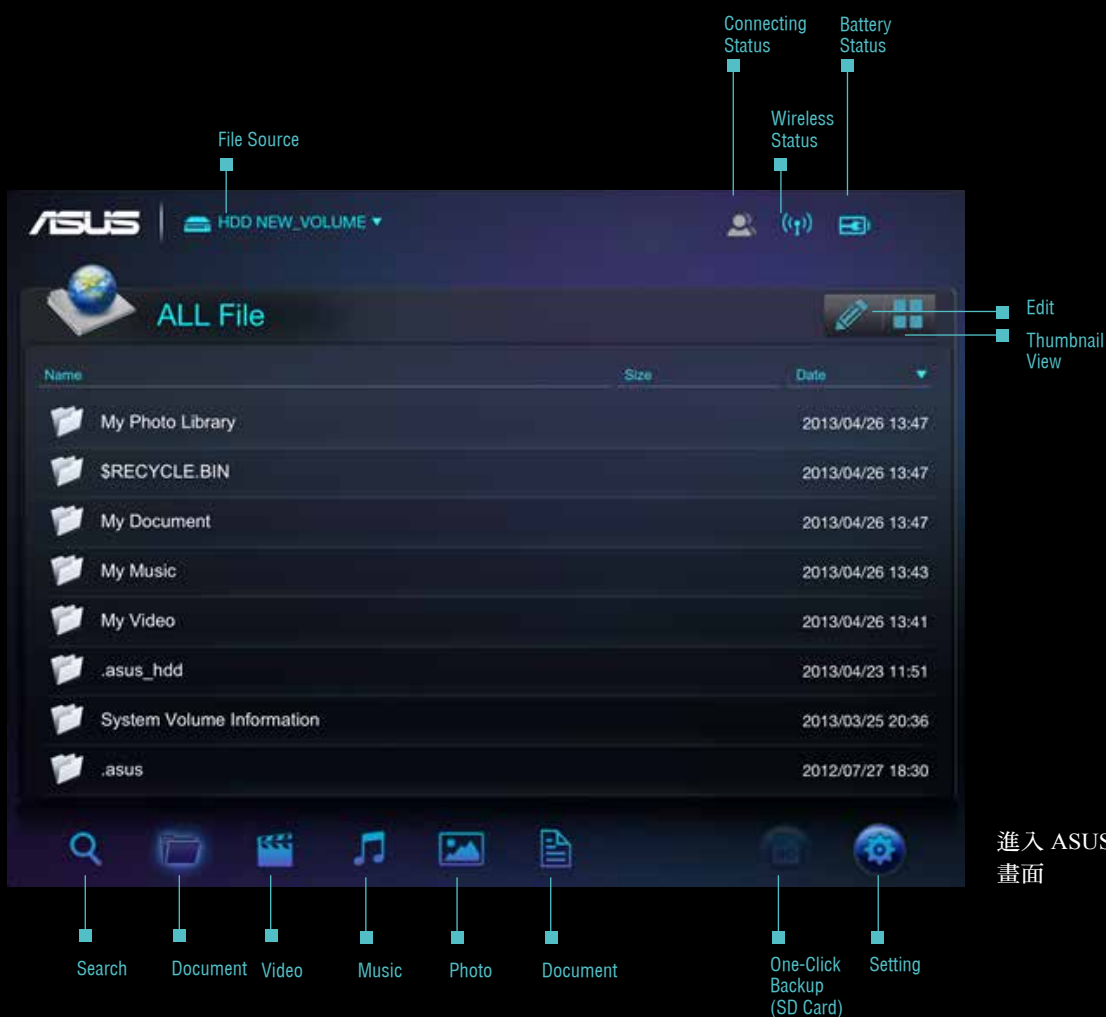 Connecting
Status
Battery
Status
Wireless
Status
File Source
ASUS
HDD NEW_VOLUME
ALL File
Edit
Thumbnail
View
Name Size Date
My Photo Library 2013/04/26 13:47
$RECYCLE.BIN 2013/04/26 13:47
My Document 2013/04/26 13:47
My Music 2013/04/26 13:43
My Video 2013/04/26 13:41
.asus_hdd 2013/04/23 11:51
System Volume Information 2013/03/25 20:36
.asus 2012/07/27 18:30
進入 ASUS
畫面
Search
Document
Video
Music
Photo
Document
One-Click
Backup
(SD Card)
Setting